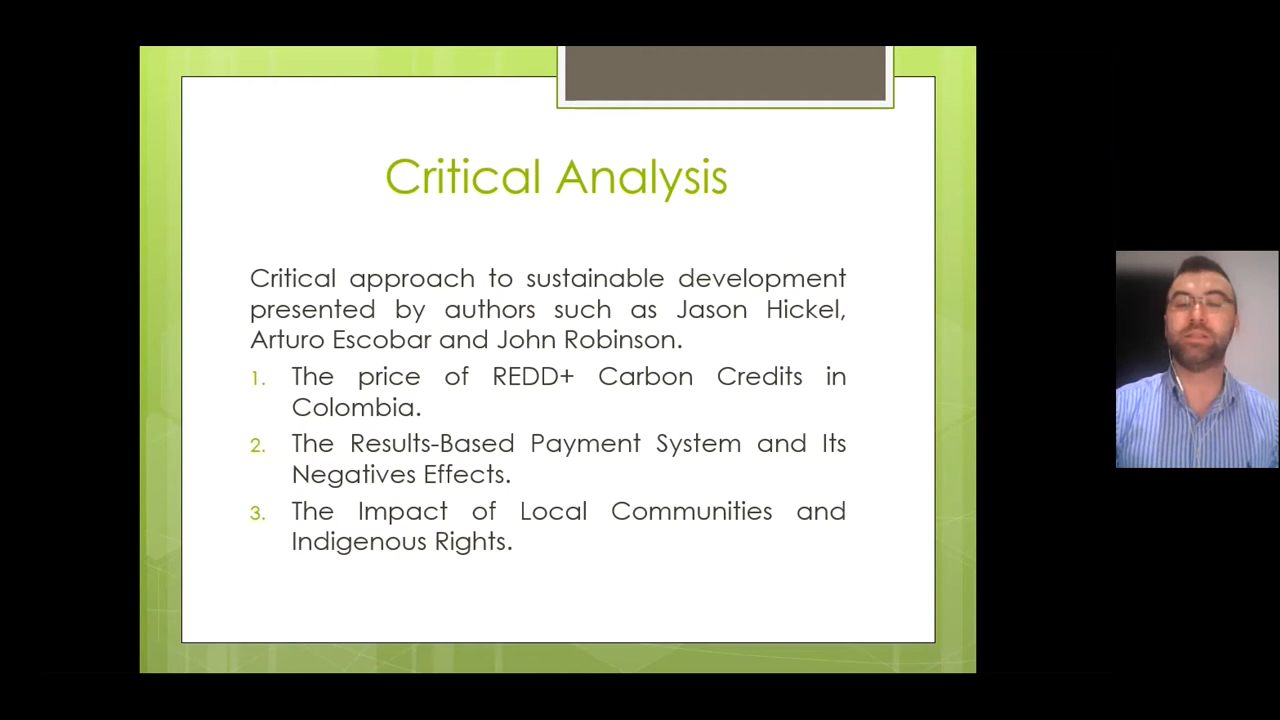 Critical Analysis
Critical approach to sustainable development
presented by authors such as Jason Hickel,
Arturo Escobar and John Robinson.
1. The price of REDD+ Carbon Credits in
Colombia.
2. The Results-Based Payment System and Its
Negatives Effects.
3. The Impact of Local Communities and
Indigenous Rights.